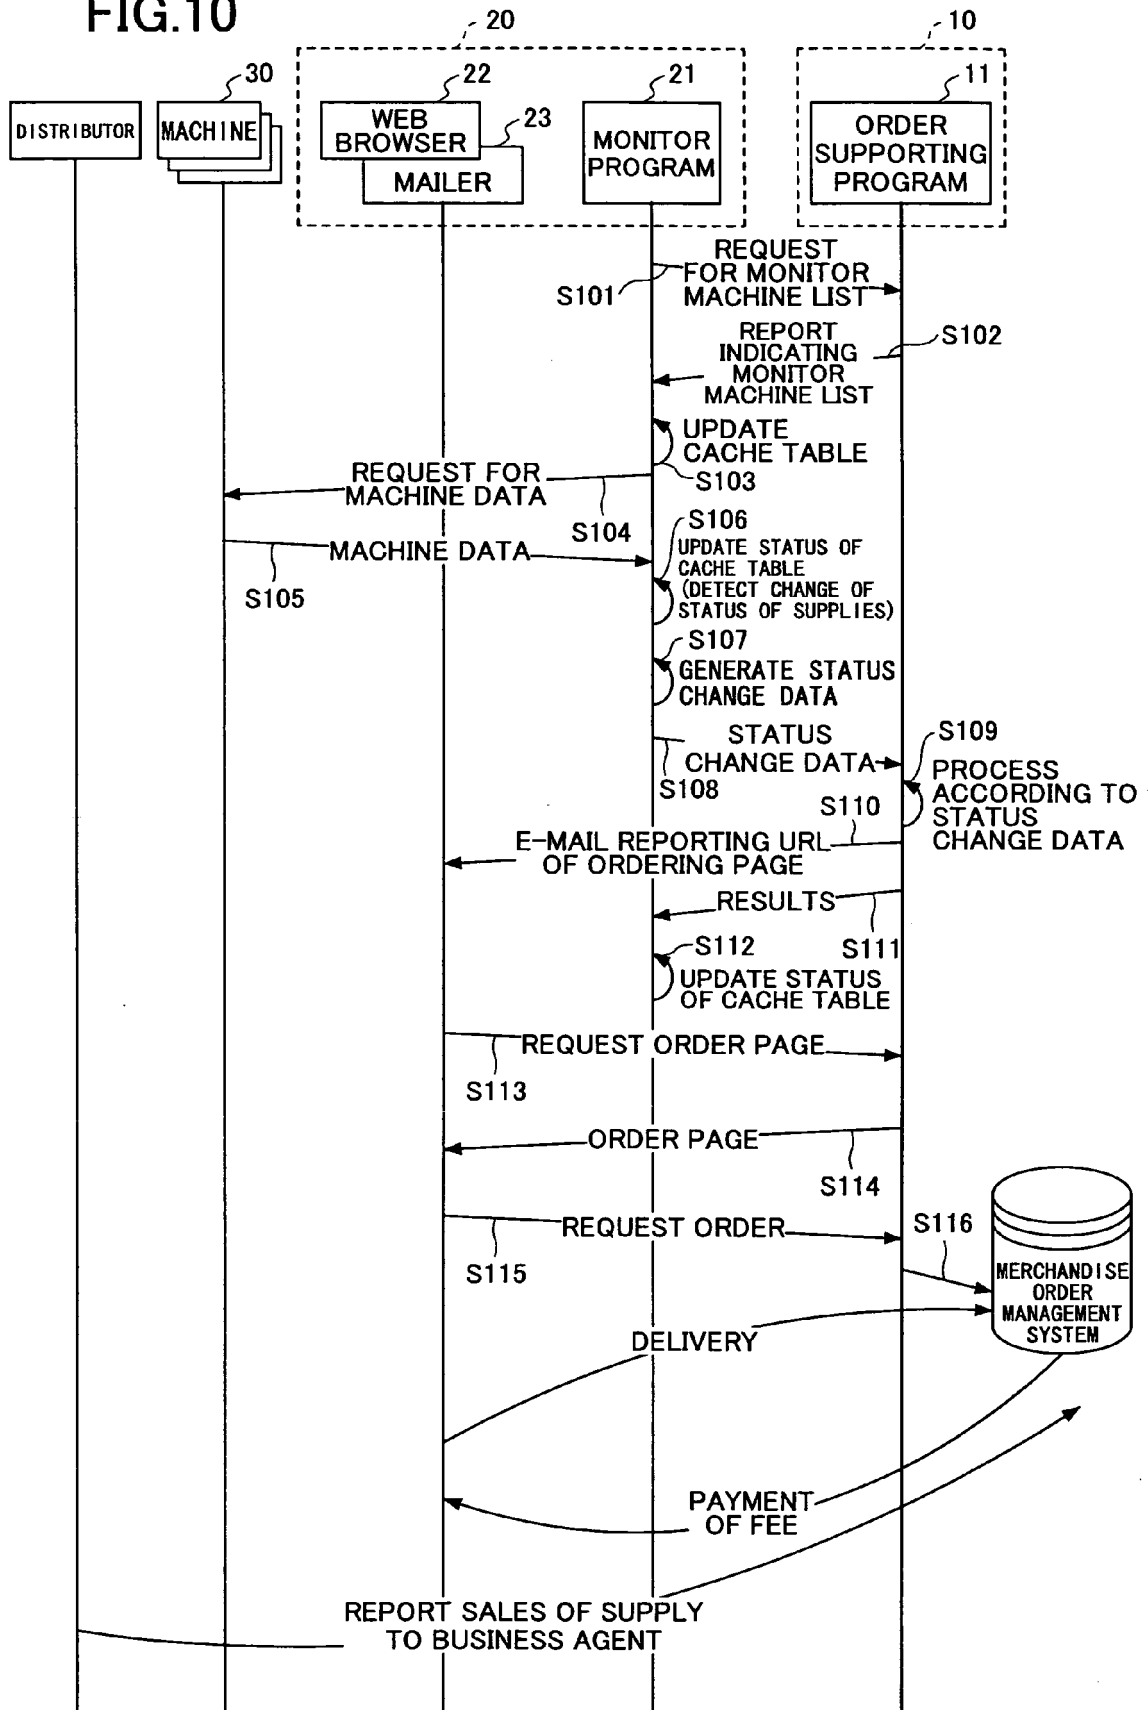 FIG.10
20
10
30
22
21
11
23
DISTRIBUTOR
MACHINE
WEB
BROWSER
MAILER
MONITOR
PROGRAM
ORDER
SUPPORTING
PROGRAM
REQUEST
FOR MONITOR
MACHINE LIST
S101
REPORT
INDICATING
MONITOR
MACHINE LIST
S102
UPDATE
CACHE TABLE
S103
REQUEST FOR
MACHINE DATA
S104
MACHINE DATA
S105
S106
UPDATE STATUS OF
CACHE TABLE
(DETECT CHANGE OF
STATUS OF SUPPLIES)
S107
GENERATE STATUS
CHANGE DATA
STATUS
CHANGE DATA
S108
S109
PROCESS
ACCORDING TO
STATUS
CHANGE DATA
S110
E-MAIL REPORTING URL
OF ORDERING PAGE
RESULTS
S111
S112
UPDATE STATUS
OF CACHE TABLE
REQUEST ORDER PAGE
S113
ORDER PAGE
S114
REQUEST ORDER
S115
S116
MERCHANDISE
ORDER
MANAGEMENT
SYSTEM
DELIVERY
PAYMENT
OF FEE
REPORT SALES OF SUPPLY
TO BUSINESS AGENT